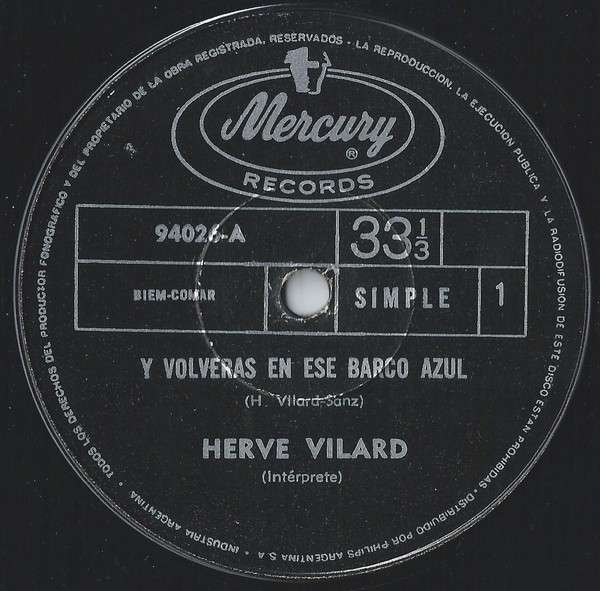 TODOS LOS DERECHOS DEL PRODUCTOR FONOGRAFICO Y DEL PROPIETARIO DE LA OBRA REGISTRADA, RESERVADOS · LA REPRODUCCION, LA EJECUCION PUBLICA Y LA RADIODIFUSION DE ESTE DISCO ESTAN PROHIBIDAS · DISTRIBUIDO POR PHILIPS ARGENTINA S A · INDUSTRIA ARGENTINA ·
Mercury ®
RECORDS
94026-A 33 1/3
BIEM-COMAR SIMPLE 1
Y VOLVERAS EN ESE BARCO AZUL
(H. Vilard-Sanz)
HERVE VILARD
(Intérprete)